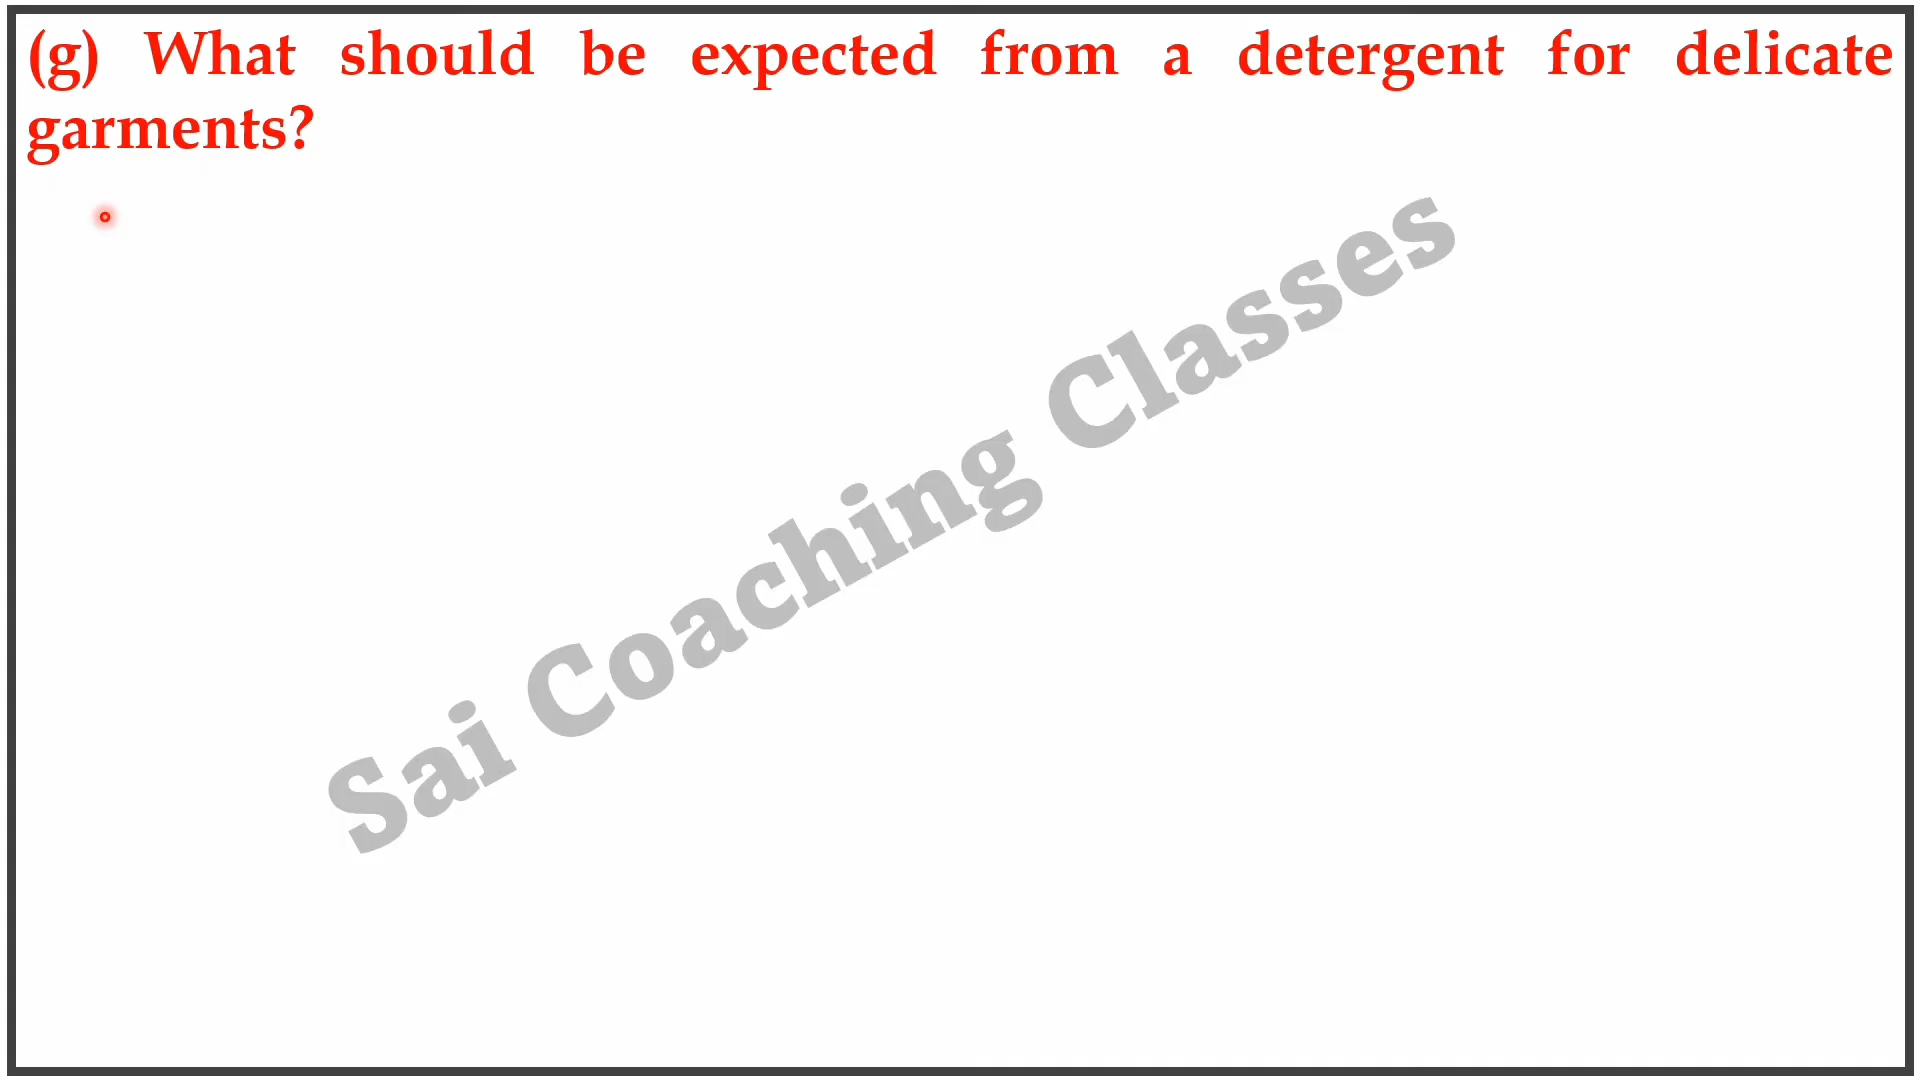 (g) What should be expected from a detergent for delicate
garments?
Sai Coaching Classes